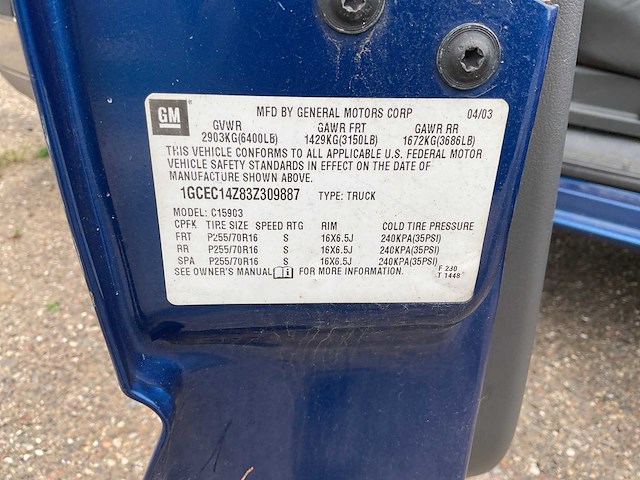 GM
MFD BY GENERAL MOTORS CORP 04/03
GVWR GAWR FRT GAWR RR
2903KG(6400LB) 1429KG(3150LB) 1672KG(3686LB)
THIS VEHICLE CONFORMS TO ALL APPLICABLE U.S. FEDERAL MOTOR
VEHICLE SAFETY STANDARDS IN EFFECT ON THE DATE OF
MANUFACTURE SHOWN ABOVE.
1GCEC14Z83Z309887 TYPE: TRUCK
MODEL: C15903
CPFK TIRE SIZE SPEED RTG RIM COLD TIRE PRESSURE
FRT P255/70R16 S 16X6.5J 240KPA(35PSI)
RR P255/70R16 S 16X6.5J 240KPA(35PSI)
SPA P255/70R16 S 16X6.5J 240KPA(35PSI)
SEE OWNER'S MANUAL i FOR MORE INFORMATION.
F 230
T 1448